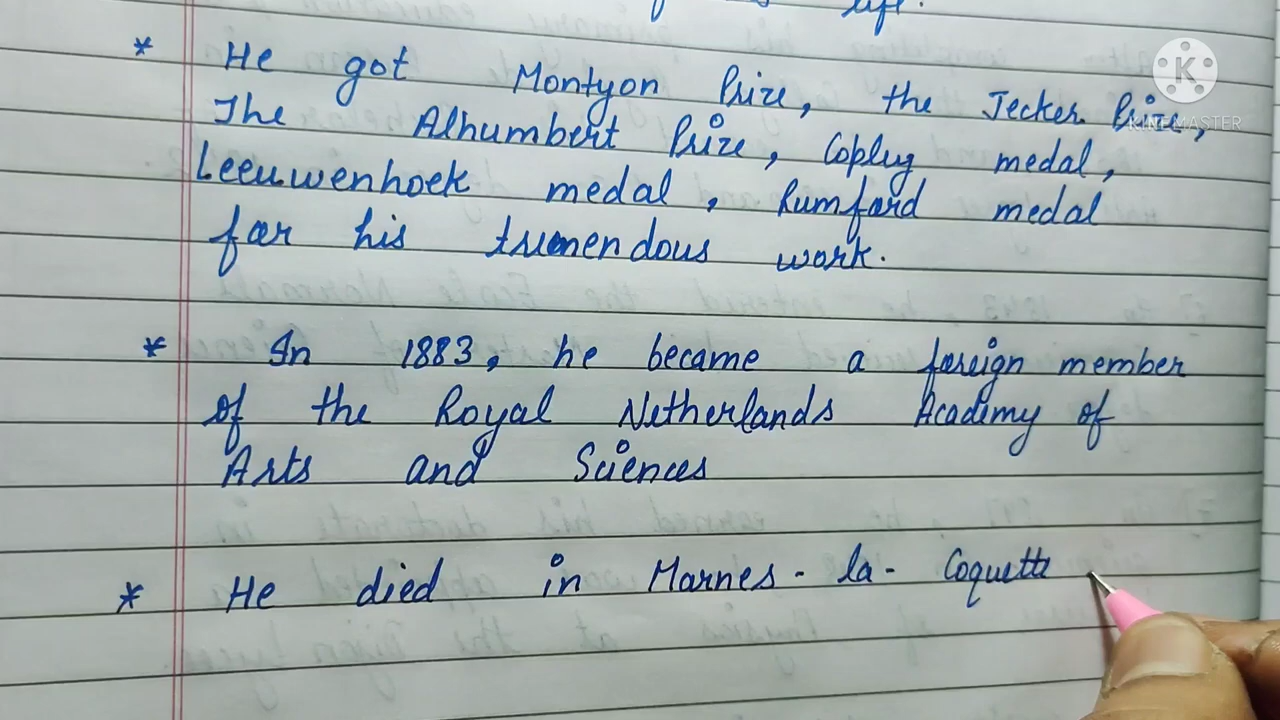 life.
* He got Montyon Prize, the Jecker Prize,
The Alhumbert Prize, Copley medal,
Leeuwenhoek medal, Rumford medal
for his tremendous work.
* In 1883, he became a foreign member
of the Royal Netherlands Academy of
Arts and Sciences
* He died in Marnes-la-Coquette
K
KINEMASTER